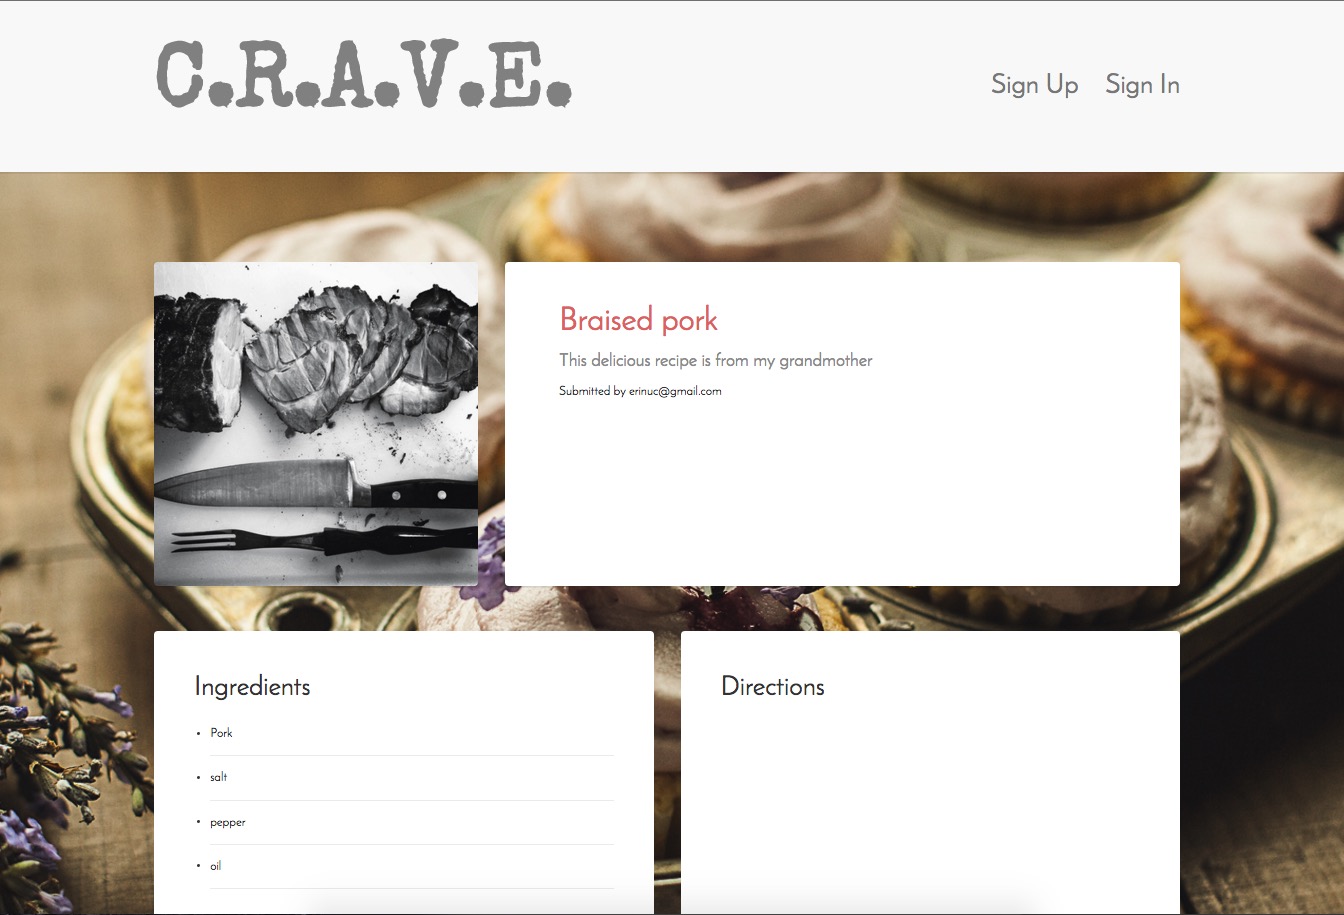 C.R.A.V.E.
Sign Up Sign In
Braised pork
This delicious recipe is from my grandmother
Submitted by erinuc@gmail.com
Ingredients
• Pork
• salt
• pepper
• oil
Directions